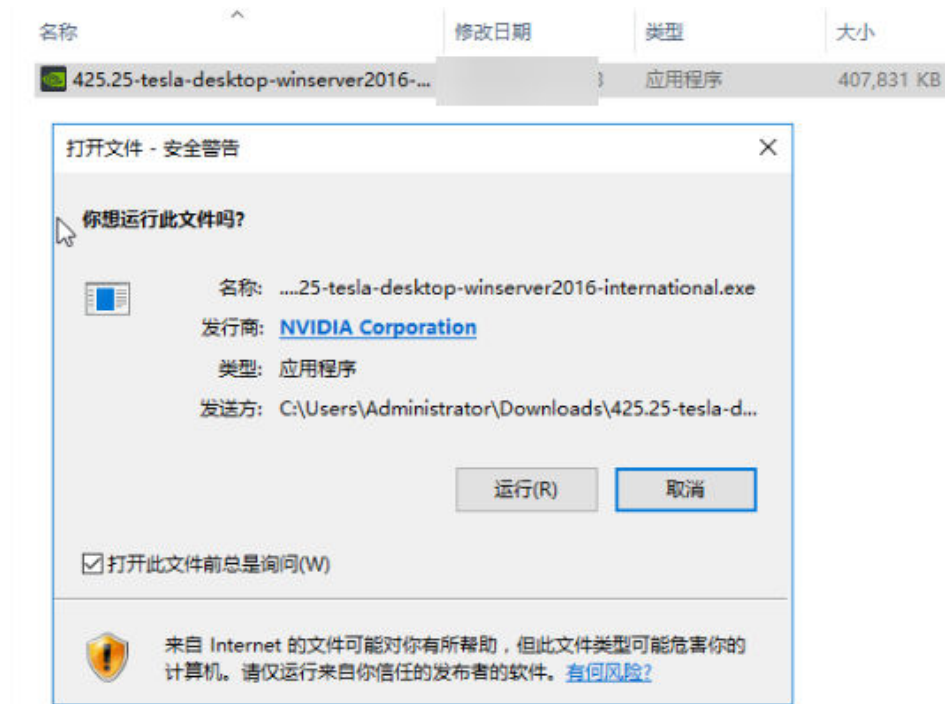 名称 修改日期 类型 大小
425.25-tesla-desktop-winserver2016-... 应用程序 407,831 KB
打开文件 - 安全警告
你想运行此文件吗?
名称: ....25-tesla-desktop-winserver2016-international.exe
发行商: NVIDIA Corporation
类型: 应用程序
发送方: C:\Users\Administrator\Downloads\425.25-tesla-d...
运行(R) 取消
打开此文件前总是询问(W)
来自 Internet 的文件可能对你有所帮助，但此文件类型可能危害你的
计算机。请仅运行来自你信任的发布者的软件。有何风险?